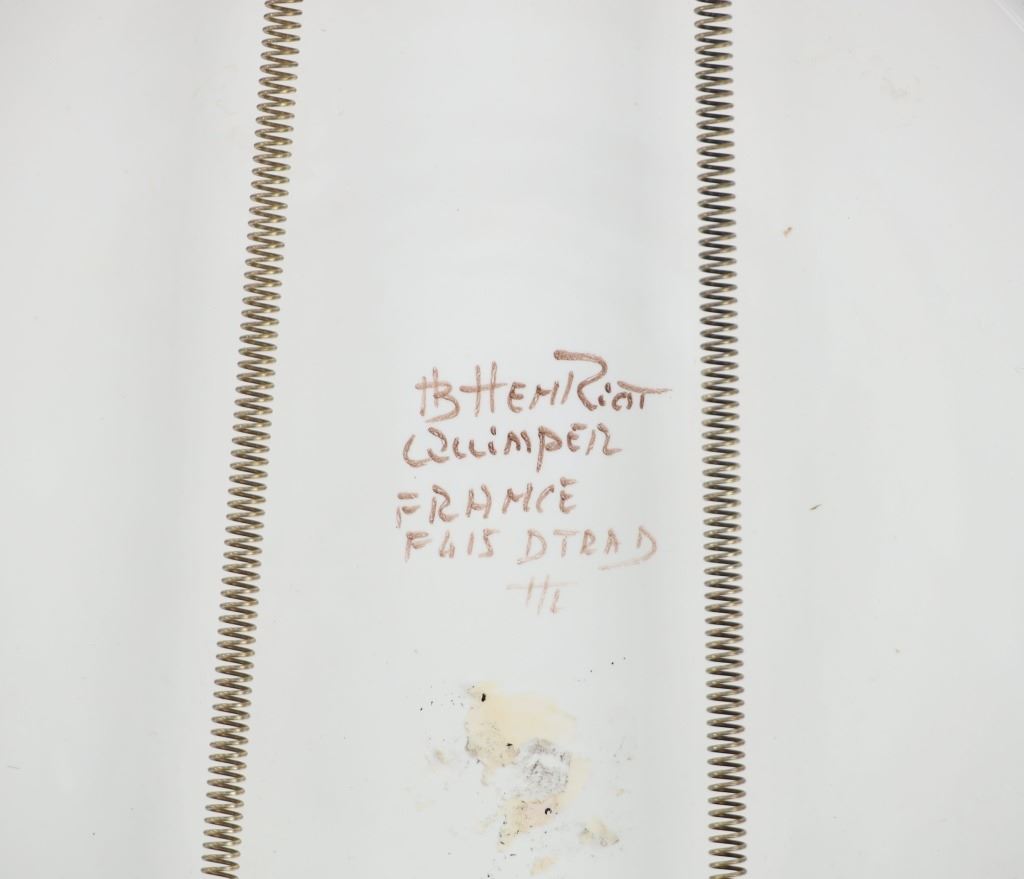 HB HENRiOT
QUIMPER
FRANCE
F415 DTRAD